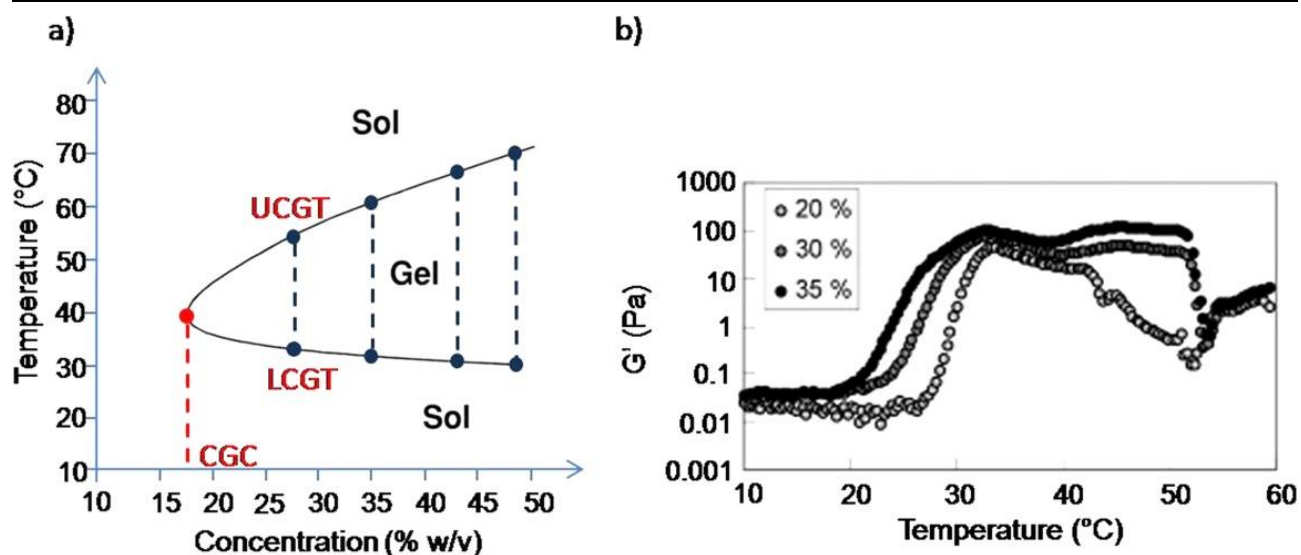 a)
80
70
60
50
40
30
20
10
Temperature (°C)
Sol
UCGT
Gel
LCGT
Sol
CGC
10 15 20 25 30 35 40 45 50
Concentration (% w/v)
b)
1000
100
10
1
0.1
0.01
0.001
G' (Pa)
20 %
30 %
35 %
10 20 30 40 50 60
Temperature (°C)